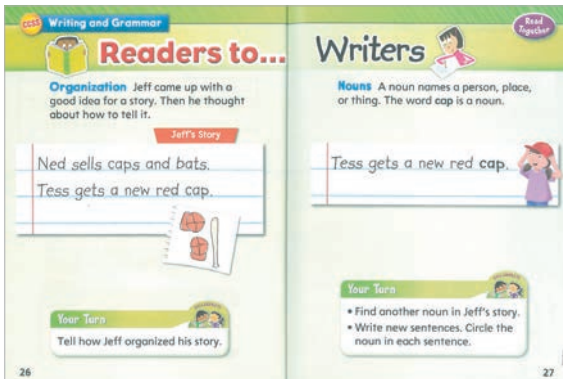 CCSS Writing and Grammar
Readers to...
Organization Jeff came up with a
good idea for a story. Then he thought
about how to tell it.
Jeff's Story
Ned sells caps and bats.
Tess gets a new red cap.
Your Turn
Tell how Jeff organized his story.
26
Read
Together
Writers
Nouns A noun names a person, place,
or thing. The word cap is a noun.
Tess gets a new red cap.
Your Turn
• Find another noun in Jeff's story.
• Write new sentences. Circle the
noun in each sentence.
27